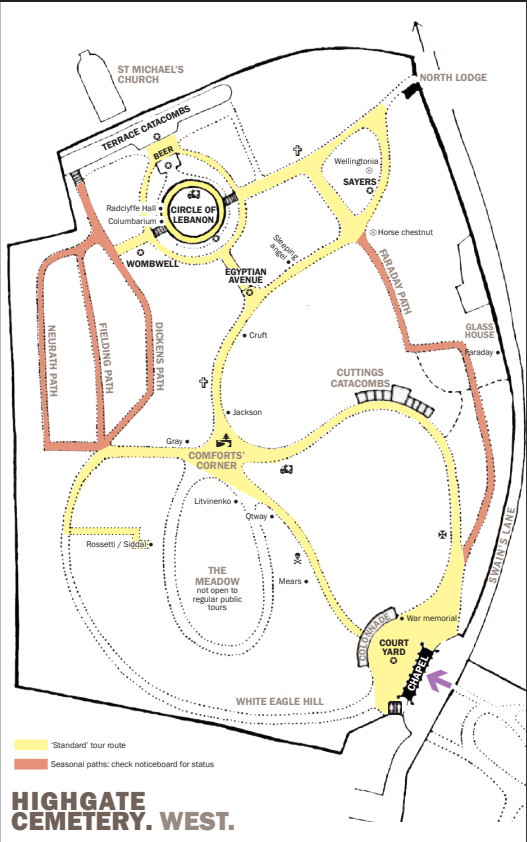 ST MICHAEL'S
CHURCH
NORTH LODGE
TERRACE CATACOMBS
BEER
Wellingtonia
SAYERS
Radclyffe Hall
Columbarium
CIRCLE OF
LEBANON
Horse chestnut
Sleeping
angel
WOMBWELL
EGYPTIAN
AVENUE
FARADAY PATH
NEURATH PATH
FIELDING PATH
DICKENS PATH
Cruft
GLASS
HOUSE
Faraday
CUTTINGS
CATACOMBS
Jackson
Gray
COMFORTS'
CORNER
Litvinenko
Otway
SWAIN'S LANE
Rossetti / Siddal
THE
MEADOW
not open to
regular public
tours
Mears
COLONNADE
War memorial
COURT
YARD
CHAPEL
WHITE EAGLE HILL
'Standard' tour route
Seasonal paths: check noticeboard for status
HIGHGATE
CEMETERY. WEST.